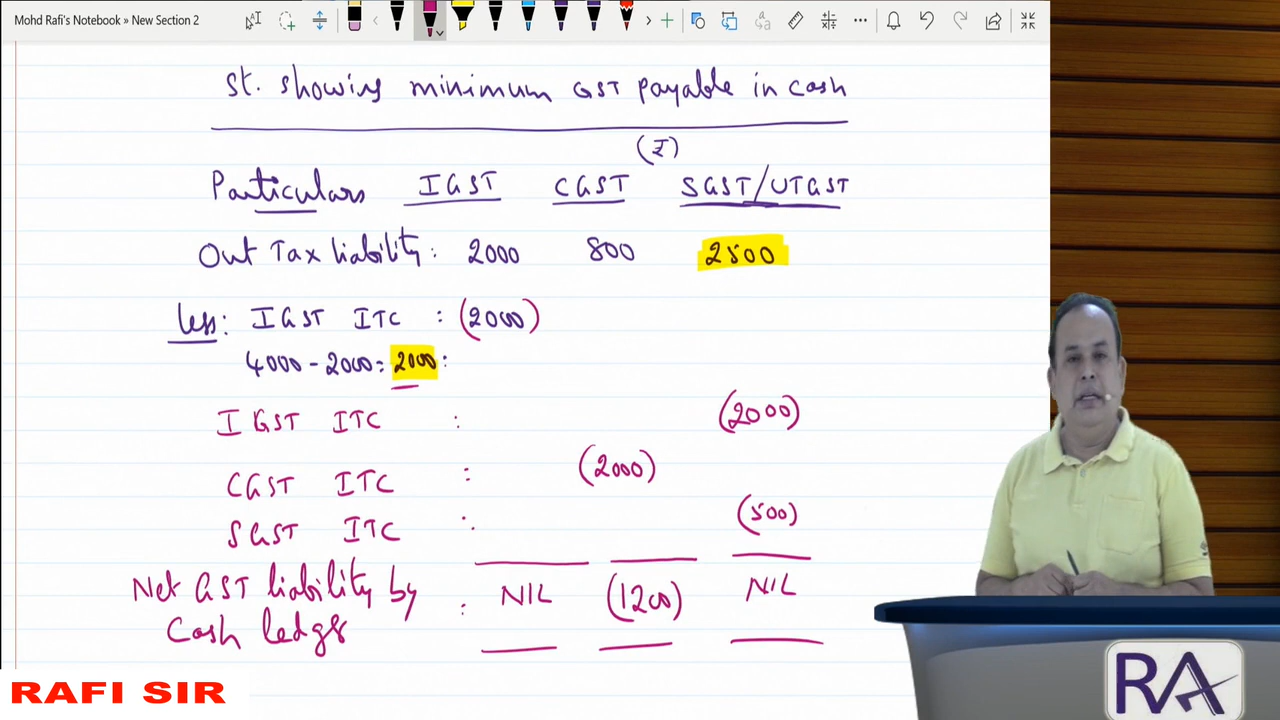 Mohd Rafi's Notebook » New Section 2
St. showing minimum GST payable in cash
(₹)
Particulars IGST CGST SGST/UTGST
Out Tax liability: 2000 800 2500
Less: IGST ITC : (2000)
4000 - 2000 = 2000 :
IGST ITC : (2000)
CGST ITC : (2000)
SGST ITC : (500)
Net GST liability by : NIL (1200) NIL
Cash ledger
RAFI SIR
RA